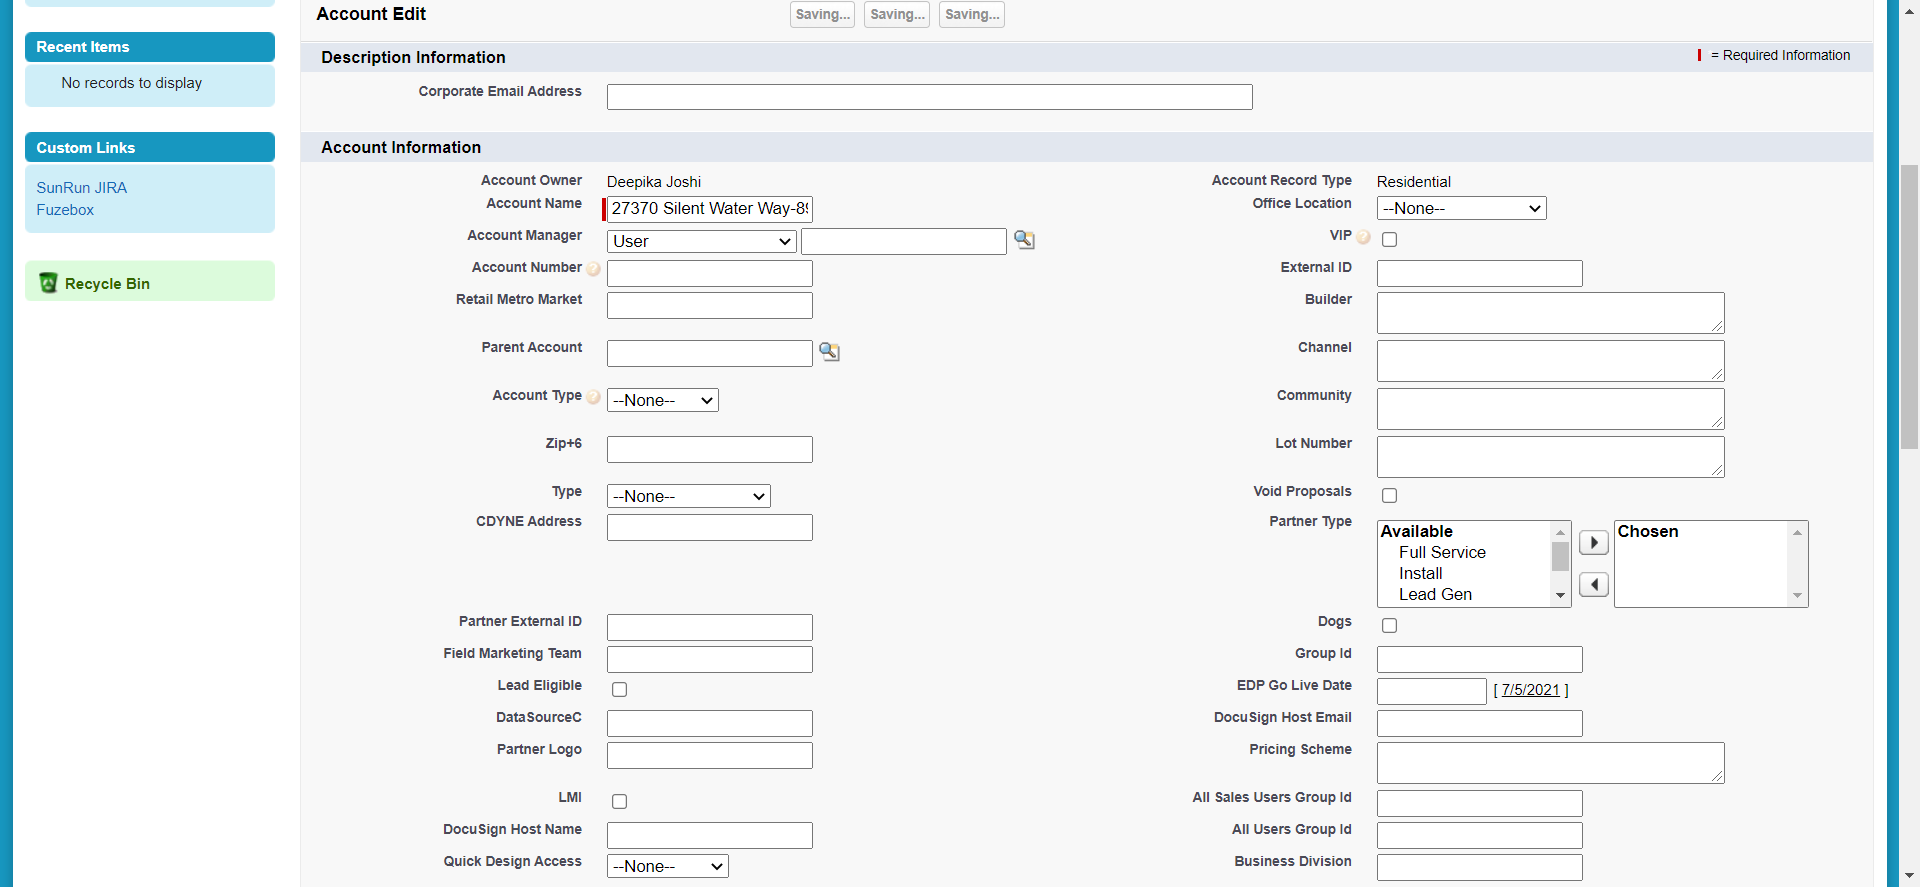 Account Edit
Saving... Saving... Saving...
Recent Items
No records to display
Custom Links
SunRun JIRA
Fuzebox
Recycle Bin
Description Information
= Required Information
Corporate Email Address
Account Information
Account Owner Deepika Joshi Account Record Type Residential
Account Name 27370 Silent Water Way-8 Office Location --None--
Account Manager User VIP ?
Account Number ? External ID
Retail Metro Market Builder
Parent Account Channel
Account Type ? --None-- Community
Zip+6 Lot Number
Type --None-- Void Proposals
CDYNE Address Partner Type
Available Chosen
Full Service
Install
Lead Gen
Partner External ID Dogs
Field Marketing Team Group Id
Lead Eligible EDP Go Live Date [ 7/5/2021 ]
DataSourceC DocuSign Host Email
Partner Logo Pricing Scheme
LMI All Sales Users Group Id
DocuSign Host Name All Users Group Id
Quick Design Access --None-- Business Division